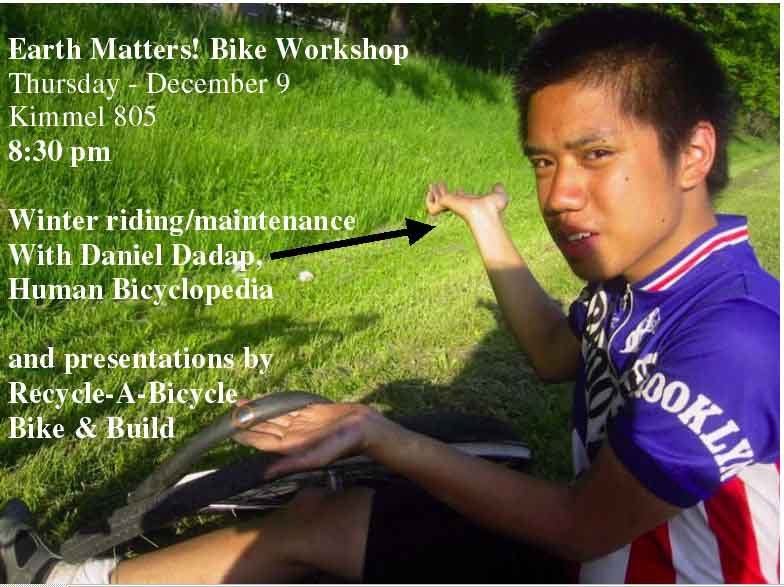 Earth Matters! Bike Workshop
Thursday - December 9
Kimmel 805
8:30 pm
Winter riding/maintenance
With Daniel Dadap,
Human Bicyclopedia
and presentations by
Recycle-A-Bicycle
Bike & Build
BROOKLYN